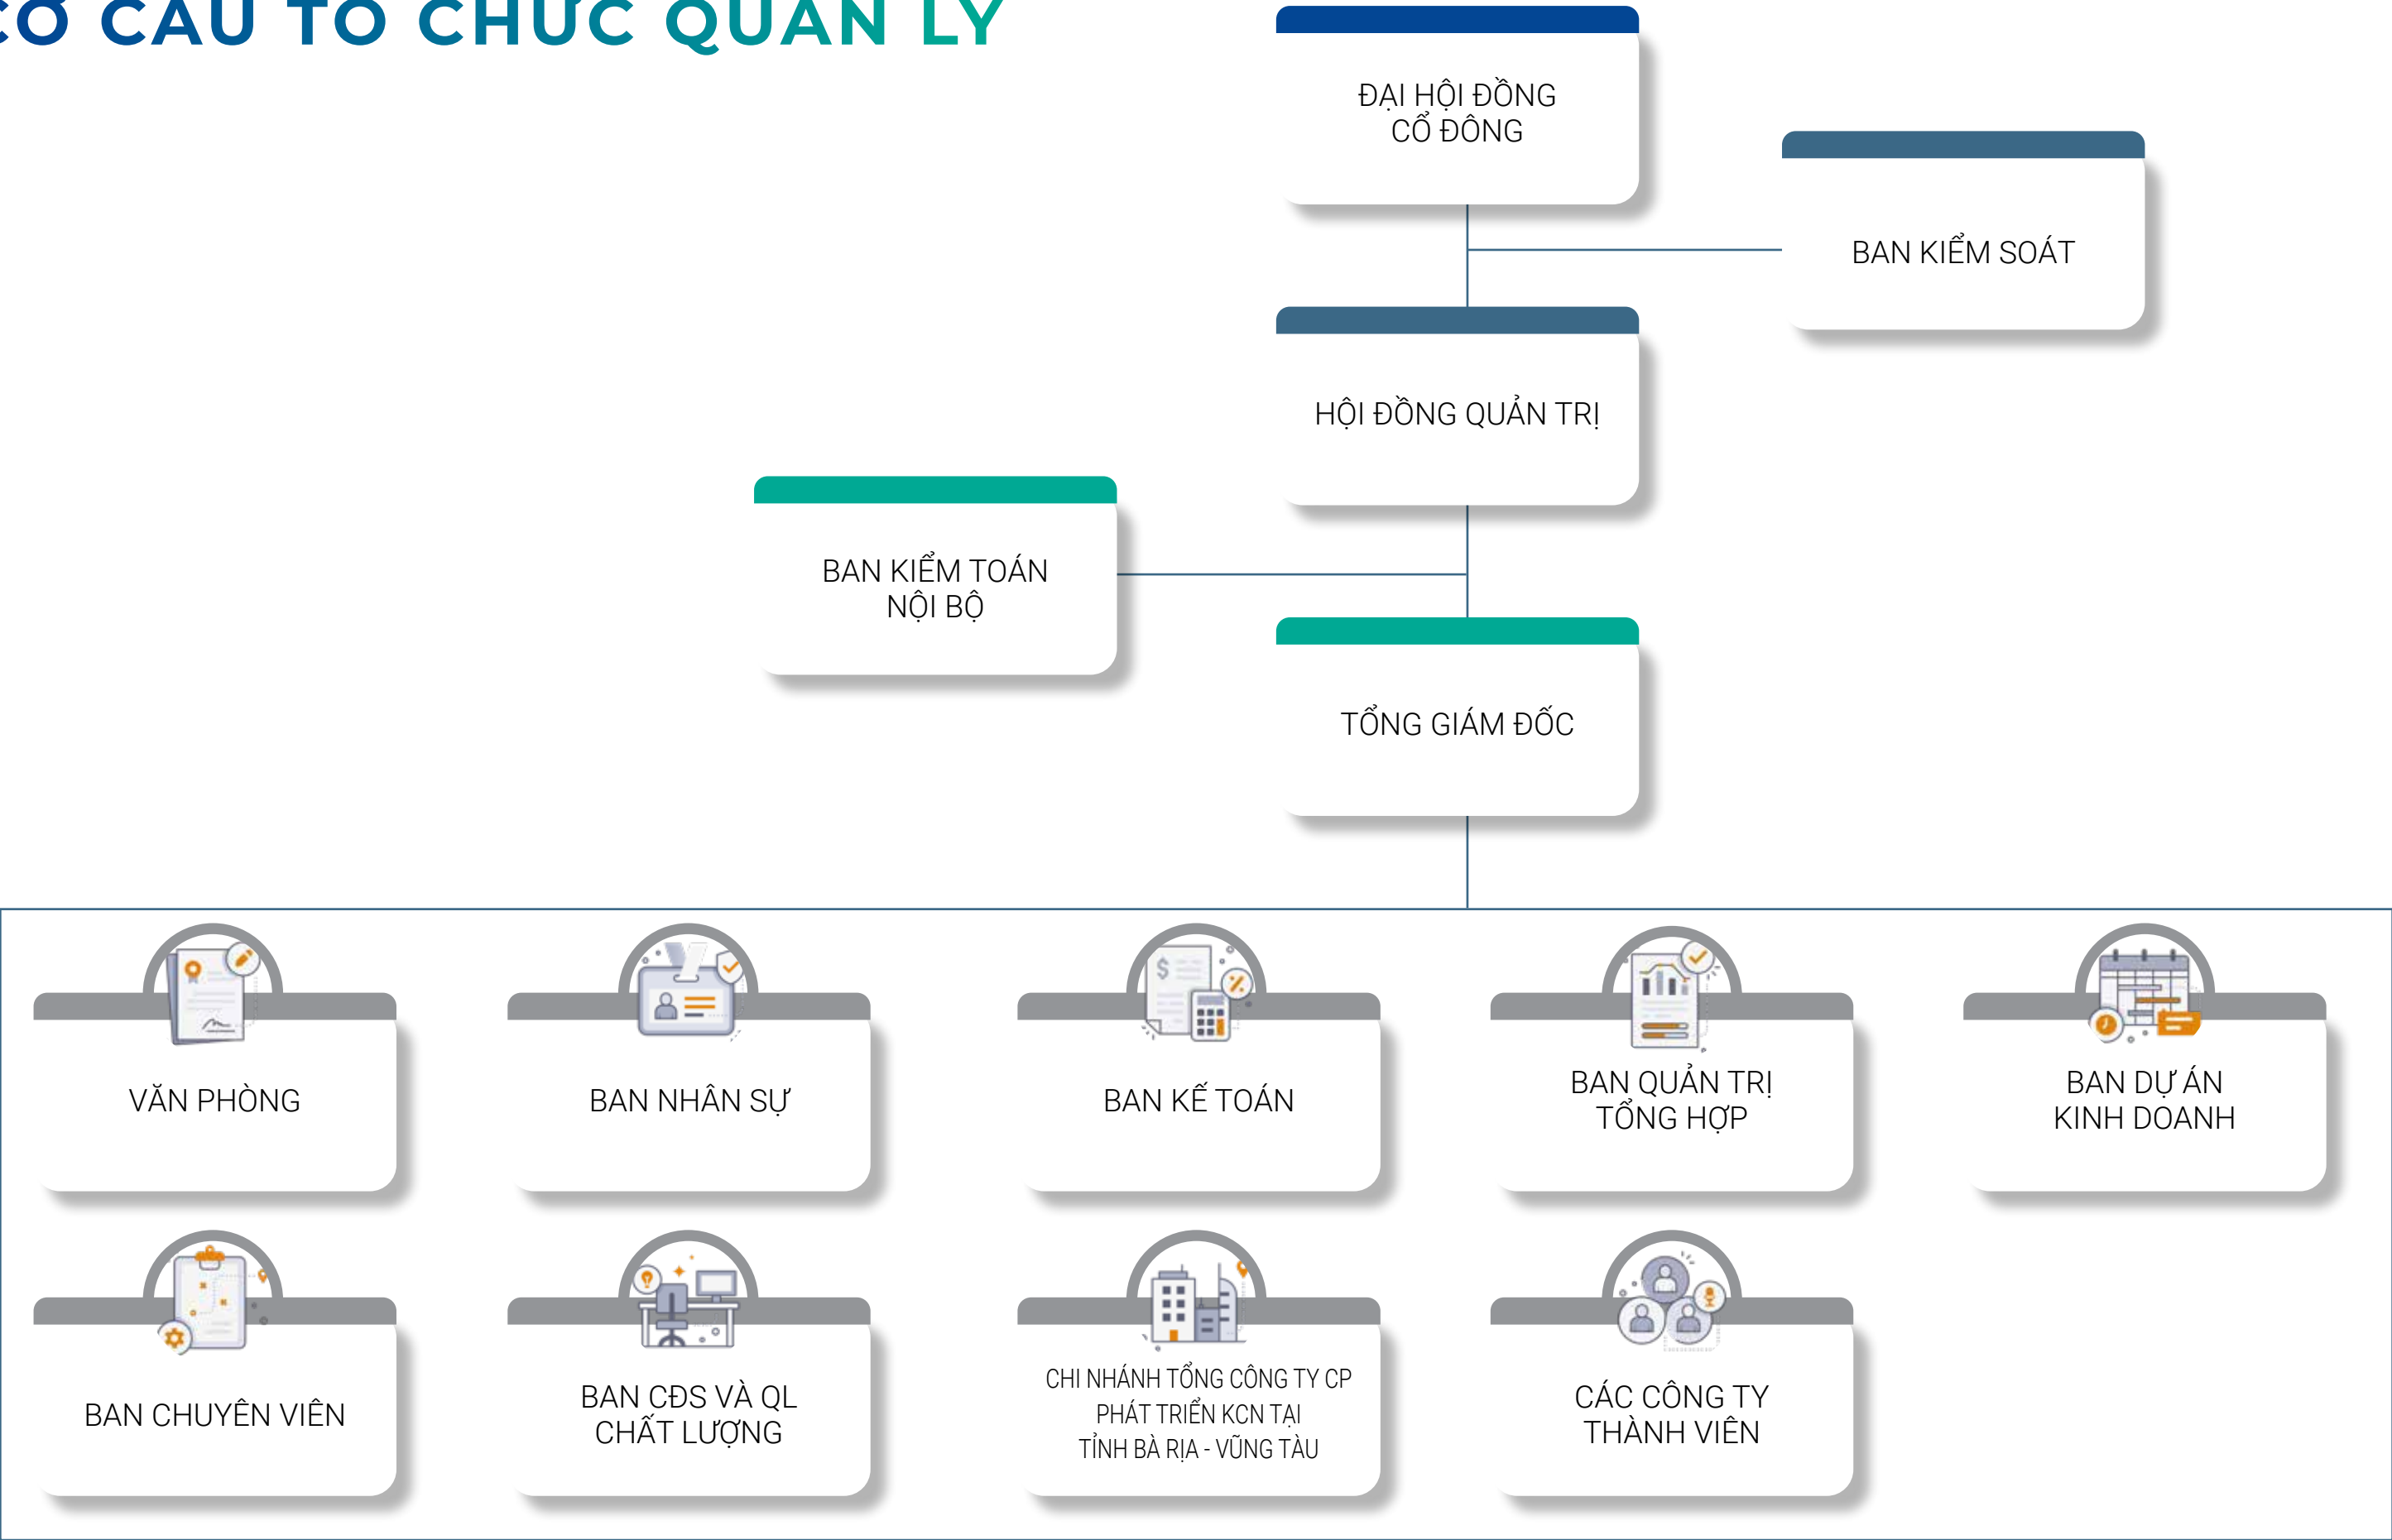 CƠ CẤU TỔ CHỨC QUẢN LÝ
ĐẠI HỘI ĐỒNG
CỔ ĐÔNG
BAN KIỂM SOÁT
HỘI ĐỒNG QUẢN TRỊ
BAN KIỂM TOÁN
NỘI BỘ
TỔNG GIÁM ĐỐC
VĂN PHÒNG
BAN NHÂN SỰ
BAN KẾ TOÁN
BAN QUẢN TRỊ
TỔNG HỢP
BAN DỰ ÁN
KINH DOANH
BAN CHUYÊN VIÊN
BAN CĐS VÀ QL
CHẤT LƯỢNG
CHI NHÁNH TỔNG CÔNG TY CP
PHÁT TRIỂN KCN TẠI
TỈNH BÀ RỊA - VŨNG TÀU
CÁC CÔNG TY
THÀNH VIÊN